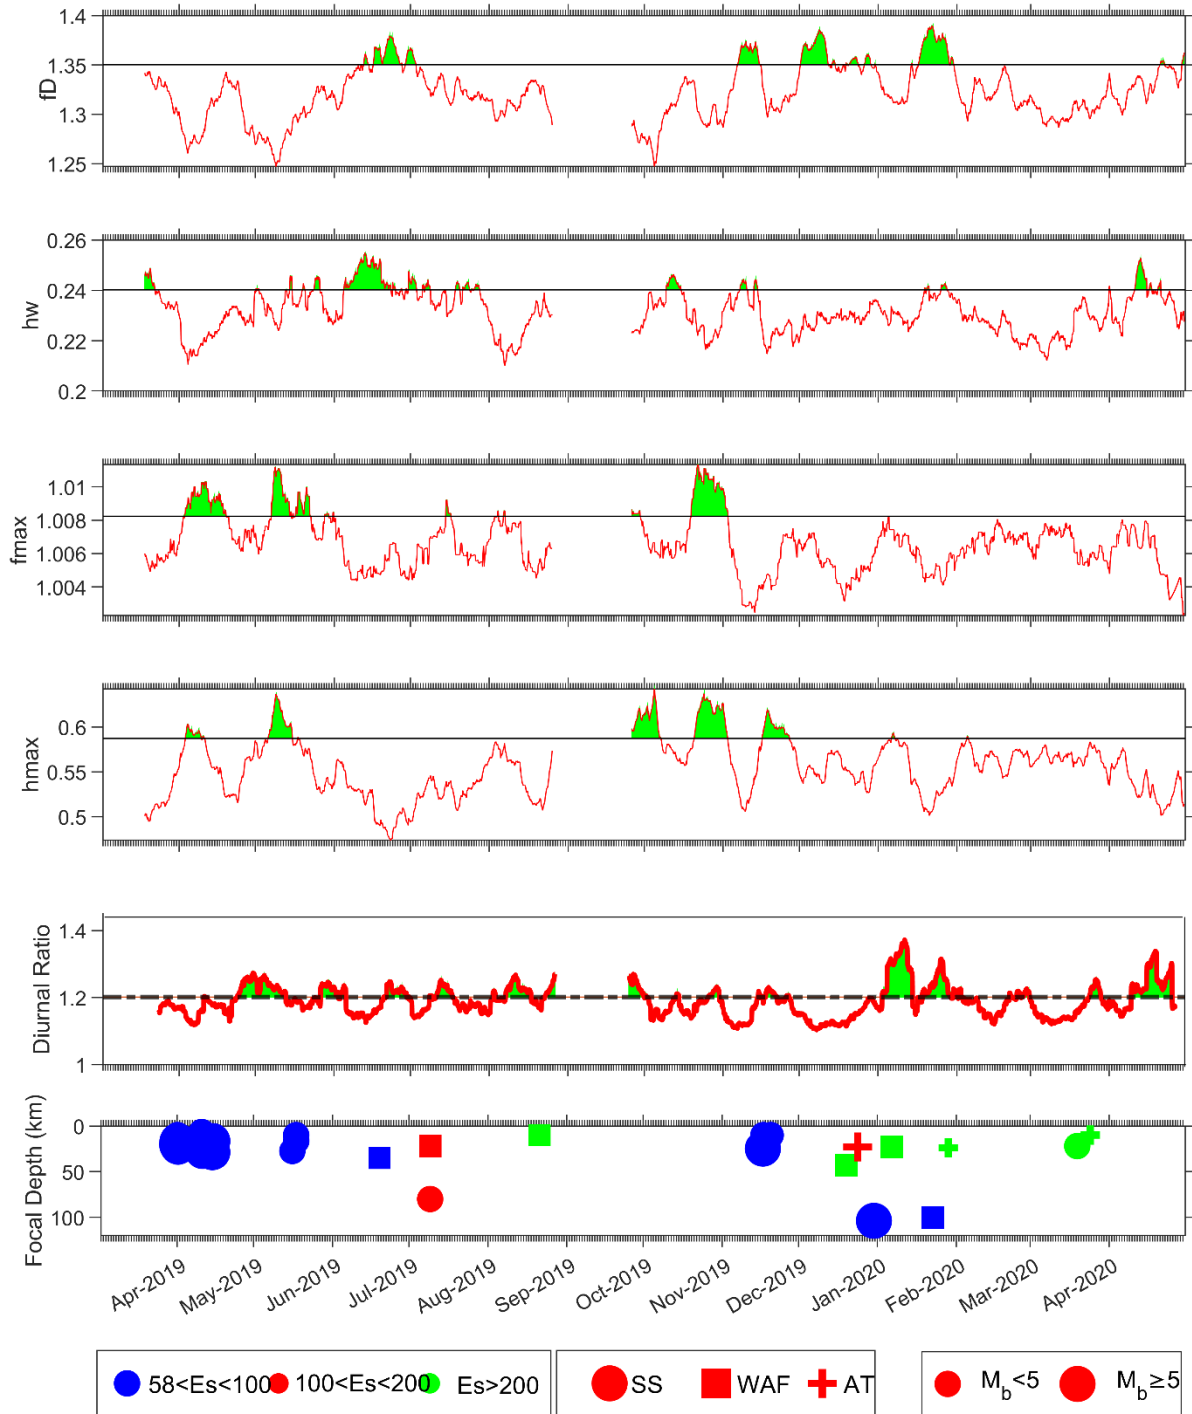 1.4
1.35
1.3
1.25
fD
0.26
0.24
0.22
0.2
hw
1.01
1.008
1.006
1.004
fmax
0.6
0.55
0.5
hmax
1.4
1.2
1
Diurnal Ratio
0
50
100
Focal Depth (km)
Apr-2019 May-2019 Jun-2019 Jul-2019 Aug-2019 Sep-2019 Oct-2019 Nov-2019 Dec-2019 Jan-2020 Feb-2020 Mar-2020 Apr-2020
58<Es<100 100<Es<200 Es>200 SS WAF AT M_b<5 M_b≥5